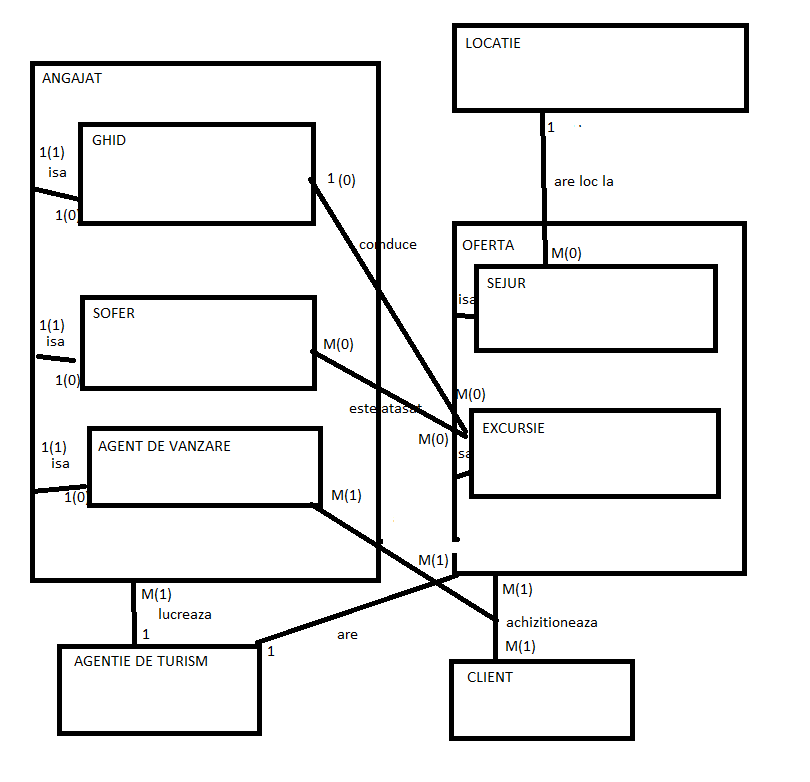 LOCATIE
ANGAJAT
1
GHID
1(1)
isa
1 (0)
are loc la
1(0)
comduce
OFERTA
M(0)
SEJUR
isa
SOFER
1(1)
isa
M(0)
1(0)
M(0)
este atasat
EXCURSIE
M(0)
AGENT DE VANZARE
1(1)
isa
sa
1(0)
M(1)
M(1)
M(1)
M(1)
lucreaza
achizitioneaza
1
are
M(1)
1
AGENTIE DE TURISM
CLIENT